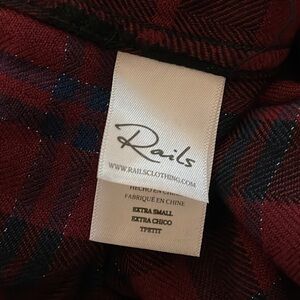 Rails
WWW.RAILSCLOTHING.COM
HECHO EN CHINA
FABRIQUÉ EN CHINE
EXTRA SMALL
EXTRA CHICO
TPETIT